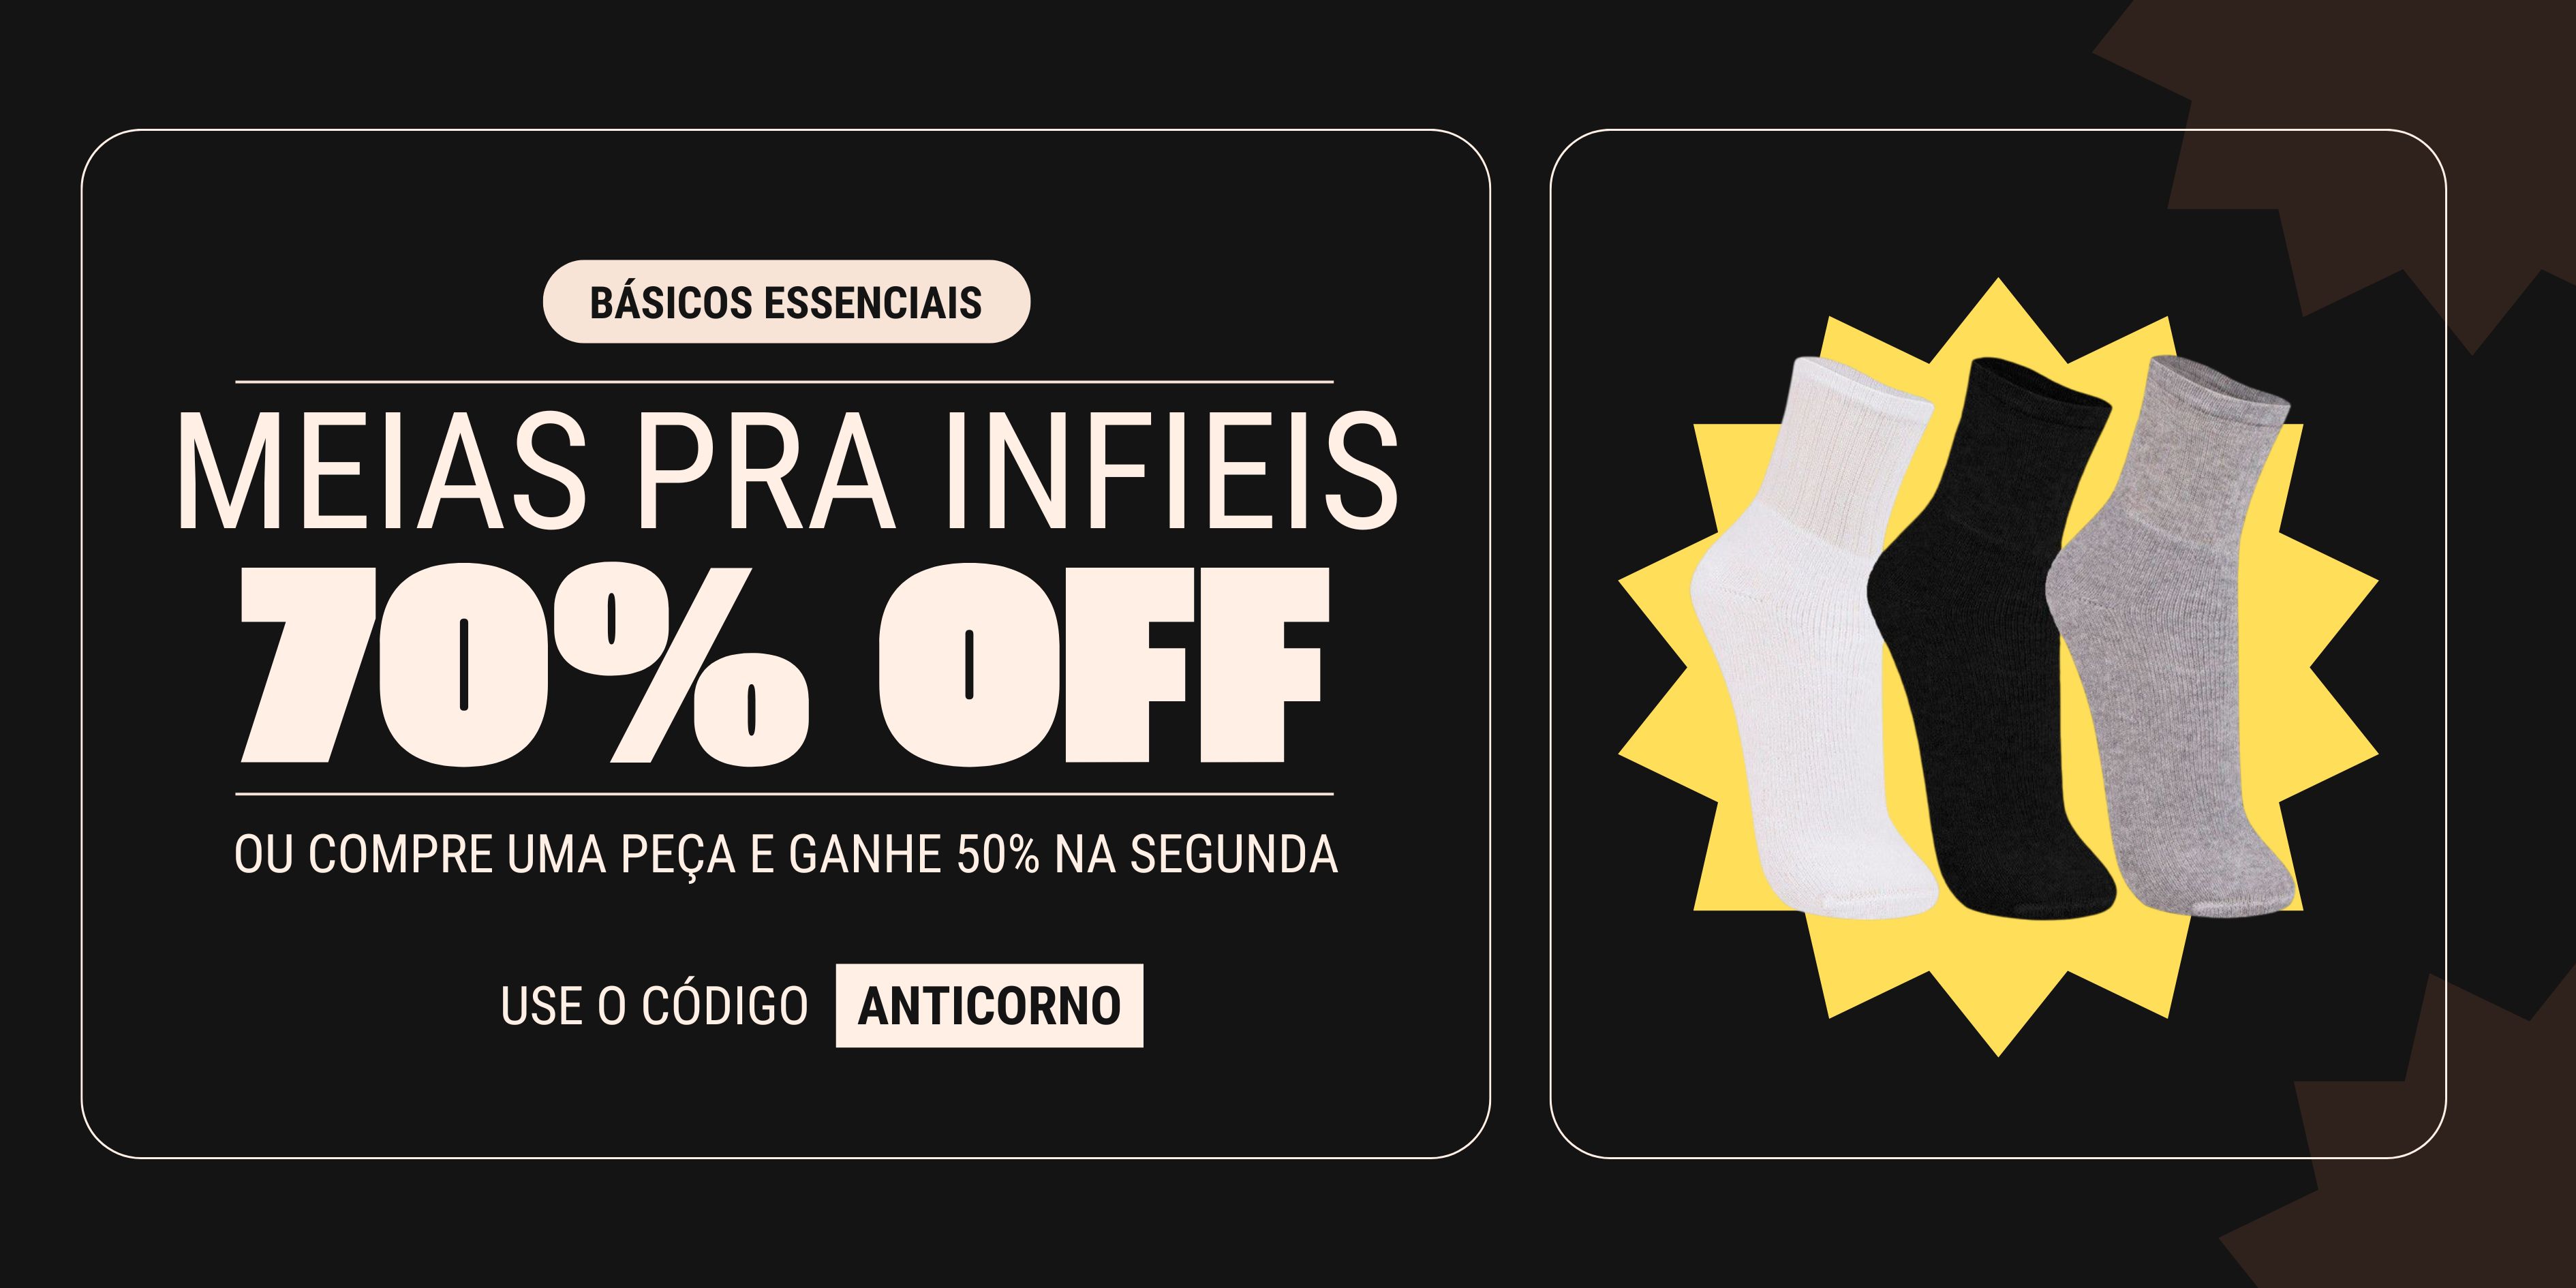 BÁSICOS ESSENCIAIS
MEIAS PRA INFIEIS
70% OFF
OU COMPRE UMA PEÇA E GANHE 50% NA SEGUNDA
USE O CÓDIGO ANTICORNO